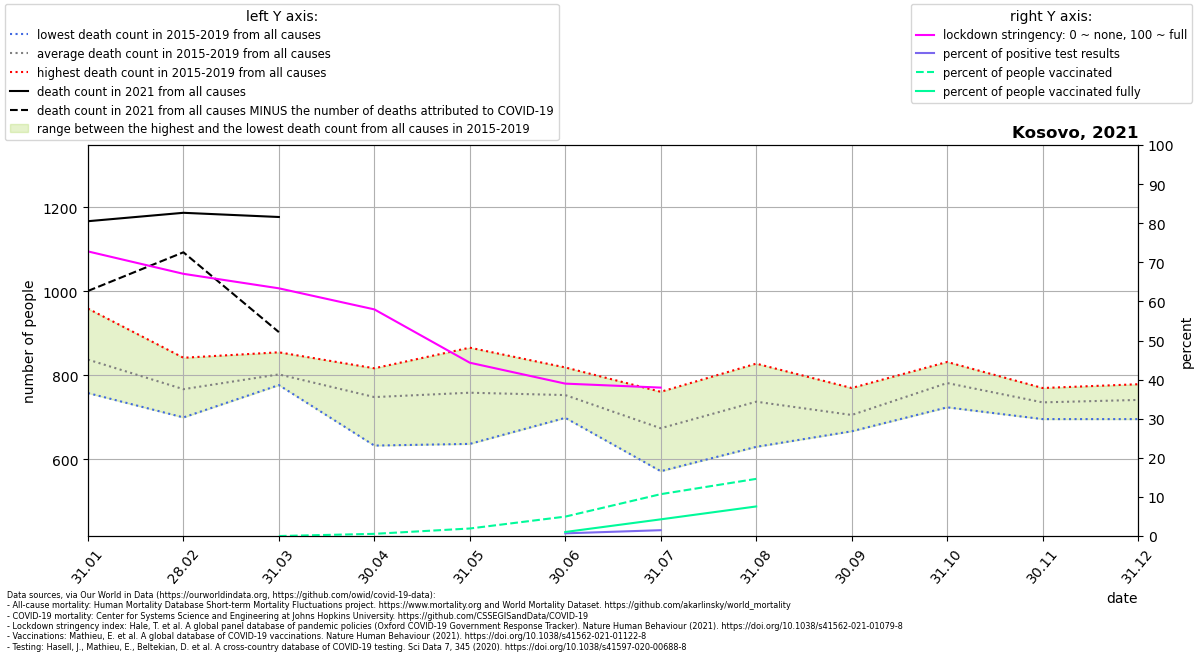 left Y axis:
lowest death count in 2015-2019 from all causes
average death count in 2015-2019 from all causes
highest death count in 2015-2019 from all causes
death count in 2021 from all causes
death count in 2021 from all causes MINUS the number of deaths attributed to COVID-19
range between the highest and the lowest death count from all causes in 2015-2019
right Y axis:
lockdown stringency: 0 ~ none, 100 ~ full
percent of positive test results
percent of people vaccinated
percent of people vaccinated fully
Kosovo, 2021
number of people
1200
1000
800
600
100
90
80
70
60
50
40
30
20
10
0
percent
31.01
28.02
31.03
30.04
31.05
30.06
31.07
31.08
30.09
31.10
30.11
31.12
date
Data sources, via Our World in Data (https://ourworldindata.org, https://github.com/owid/covid-19-data):
- All-cause mortality: Human Mortality Database Short-term Mortality Fluctuations project. https://www.mortality.org and World Mortality Dataset. https://github.com/akarlinsky/world_mortality
- COVID-19 mortality: Center for Systems Science and Engineering at Johns Hopkins University. https://github.com/CSSEGISandData/COVID-19
- Lockdown stringency index: Hale, T. et al. A global panel database of pandemic policies (Oxford COVID-19 Government Response Tracker). Nature Human Behaviour (2021). https://doi.org/10.1038/s41562-021-01079-8
- Vaccinations: Mathieu, E. et al. A global database of COVID-19 vaccinations. Nature Human Behaviour (2021). https://doi.org/10.1038/s41562-021-01122-8
- Testing: Hasell, J., Mathieu, E., Beltekian, D. et al. A cross-country database of COVID-19 testing. Sci Data 7, 345 (2020). https://doi.org/10.1038/s41597-020-00688-8